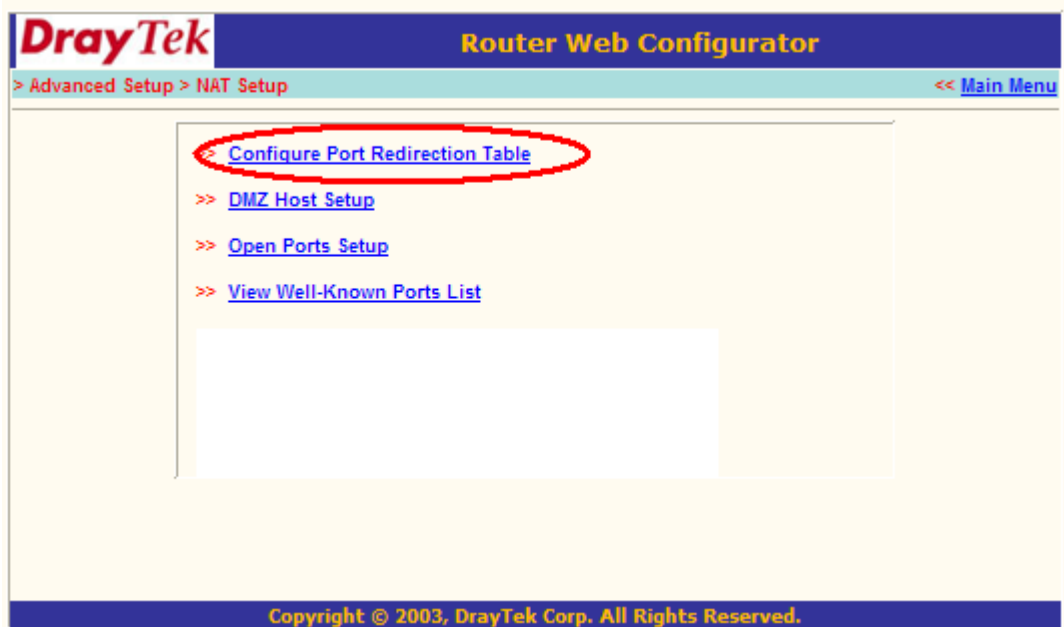 DrayTek
Router Web Configurator
> Advanced Setup > NAT Setup
<< Main Menu
>> Configure Port Redirection Table
>> DMZ Host Setup
>> Open Ports Setup
>> View Well-Known Ports List
Copyright © 2003, DrayTek Corp. All Rights Reserved.